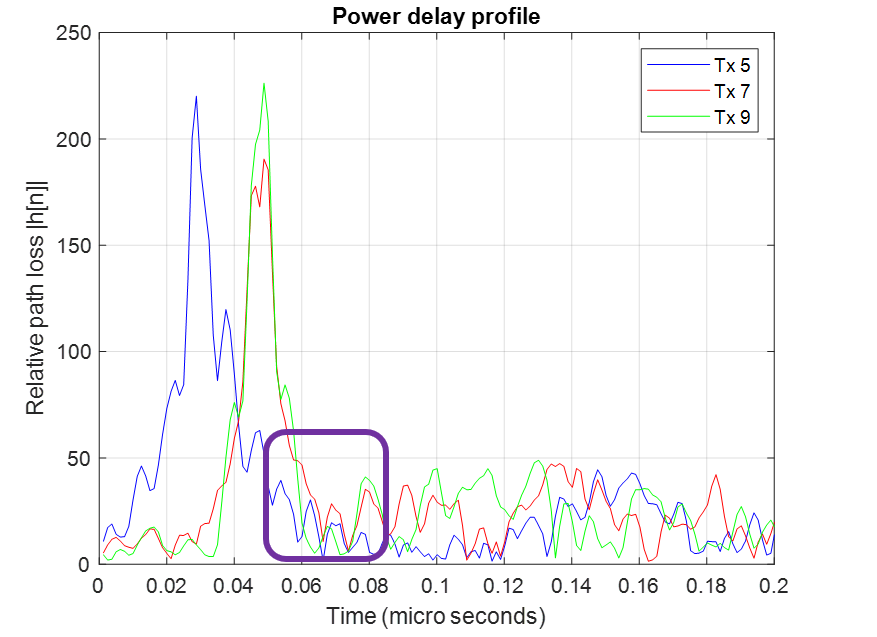 Power delay profile
250
200
150
100
50
0
Relative path loss |h[n]|
Tx 5
Tx 7
Tx 9
0
0.02
0.04
0.06
0.08
0.1
0.12
0.14
0.16
0.18
0.2
Time (micro seconds)